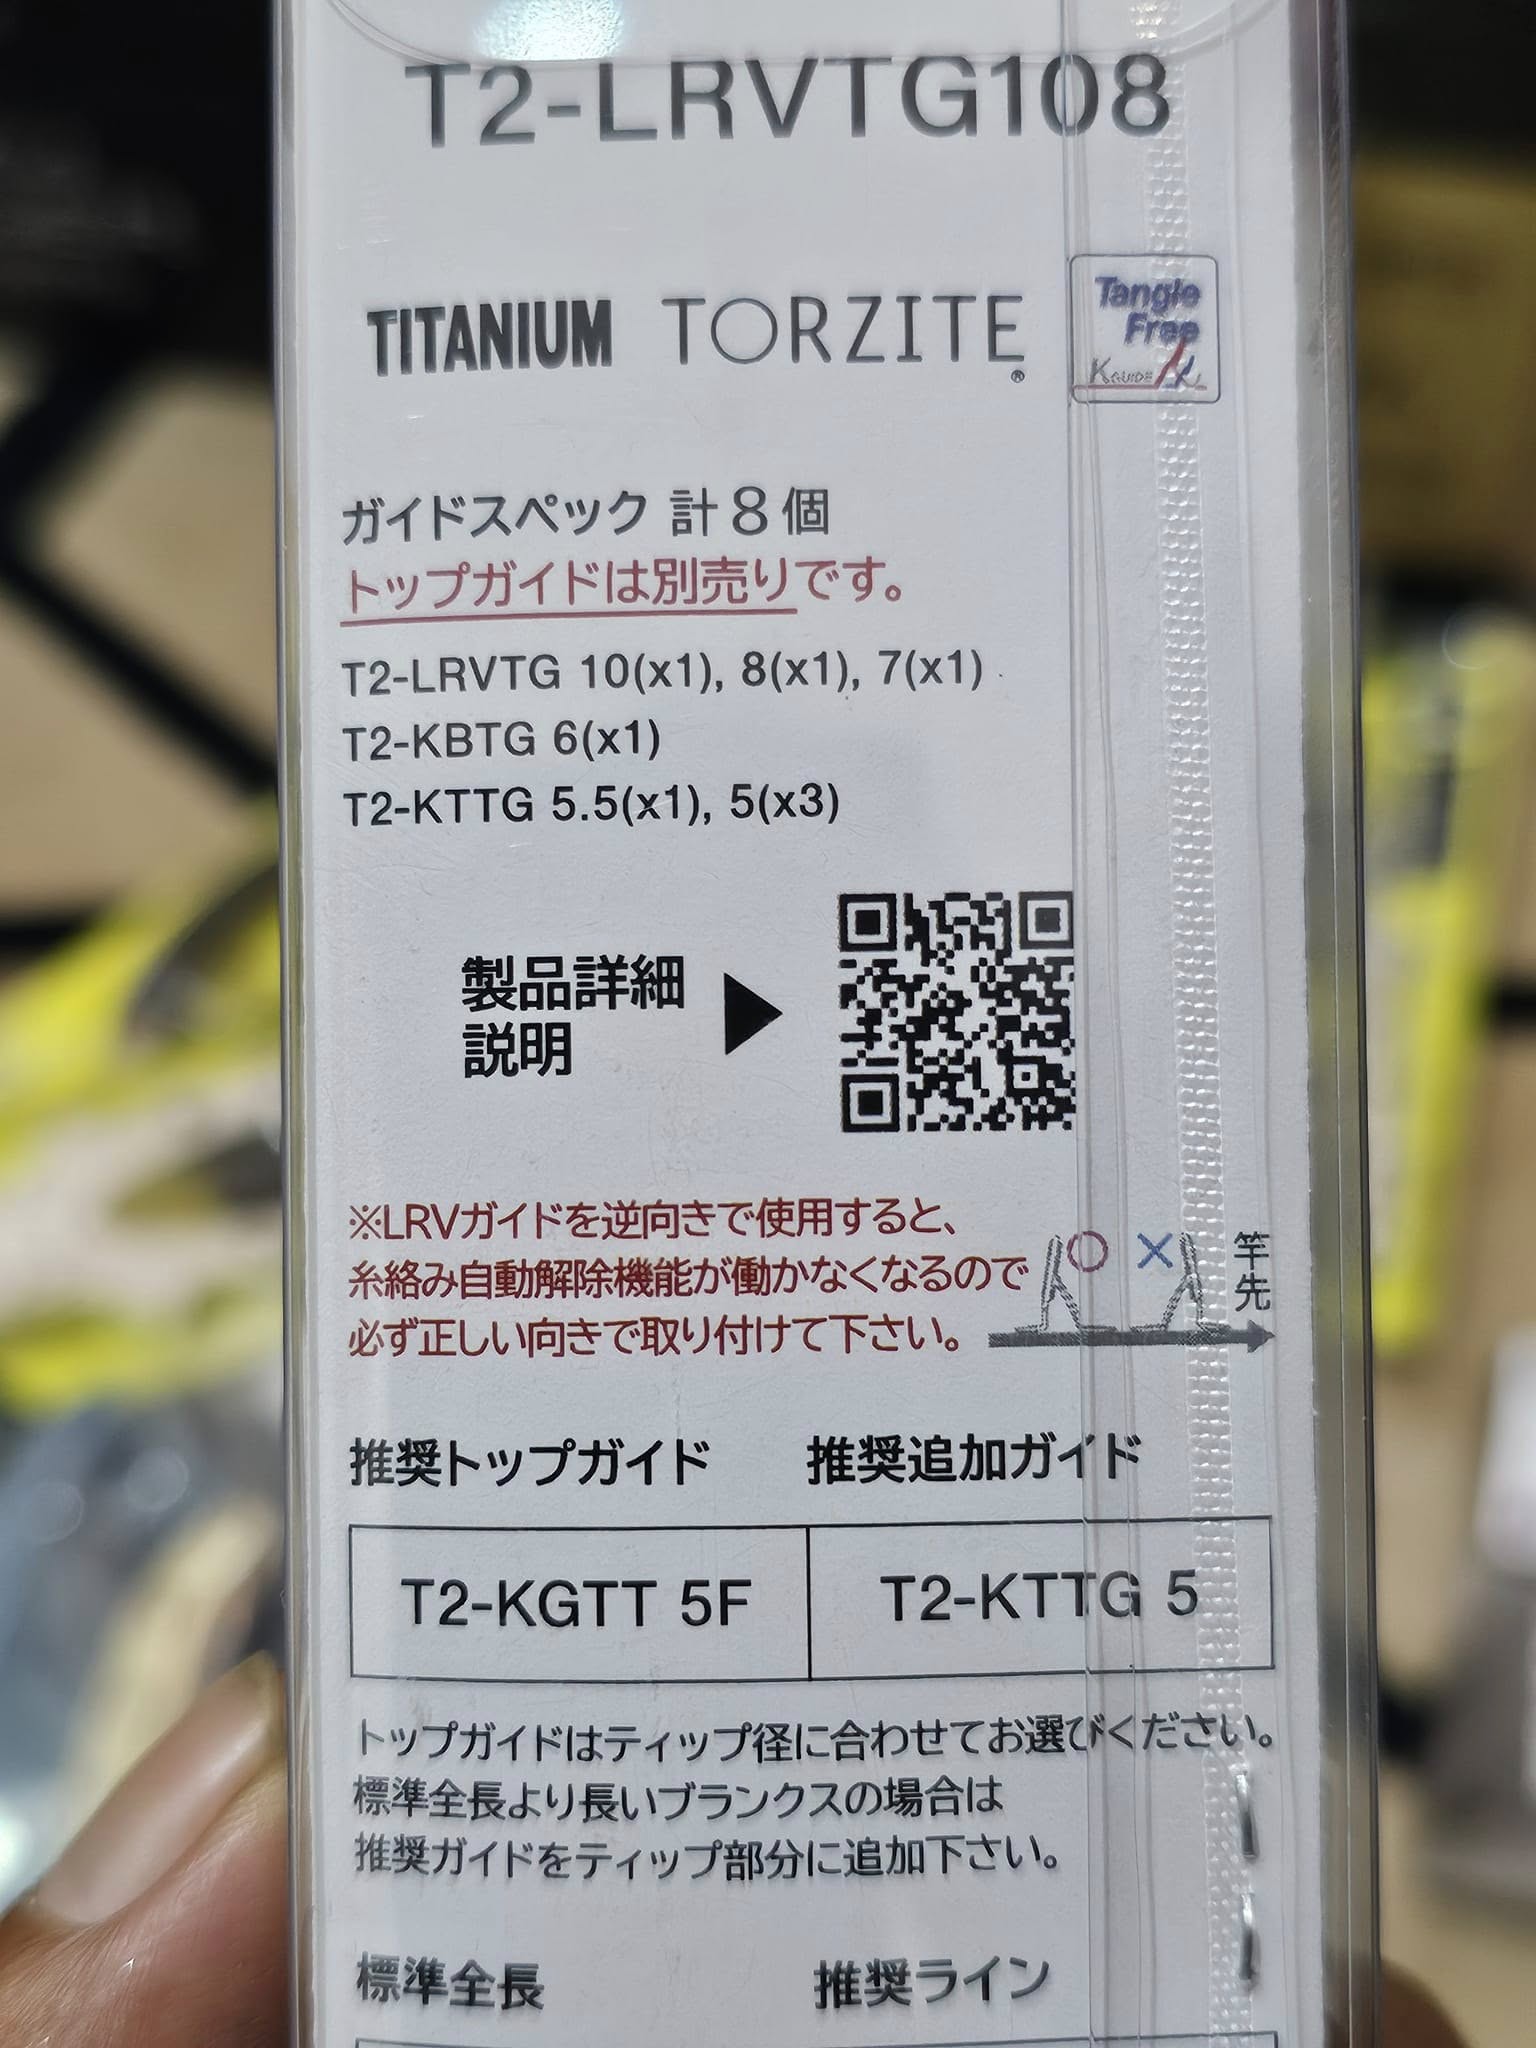 T2-LRVTG108
TITANIUM TORZITE®
Tangle
Free
K GUIDE
ガイドスペック 計8個
トップガイドは別売りです。
T2-LRVTG 10(x1), 8(x1), 7(x1)
T2-KBTG 6(x1)
T2-KTTG 5.5(x1), 5(x3)
製品詳細
説明
▶
※LRVガイドを逆向きで使用すると、
糸絡み自動解除機能が働かなくなるので
必ず正しい向きで取り付けて下さい。
○ × 竿先
推奨トップガイド 推奨追加ガイド
T2-KGTT 5F T2-KTTG 5
トップガイドはティップ径に合わせてお選びください。
標準全長より長いブランクスの場合は
推奨ガイドをティップ部分に追加下さい。
標準全長 推奨ライン